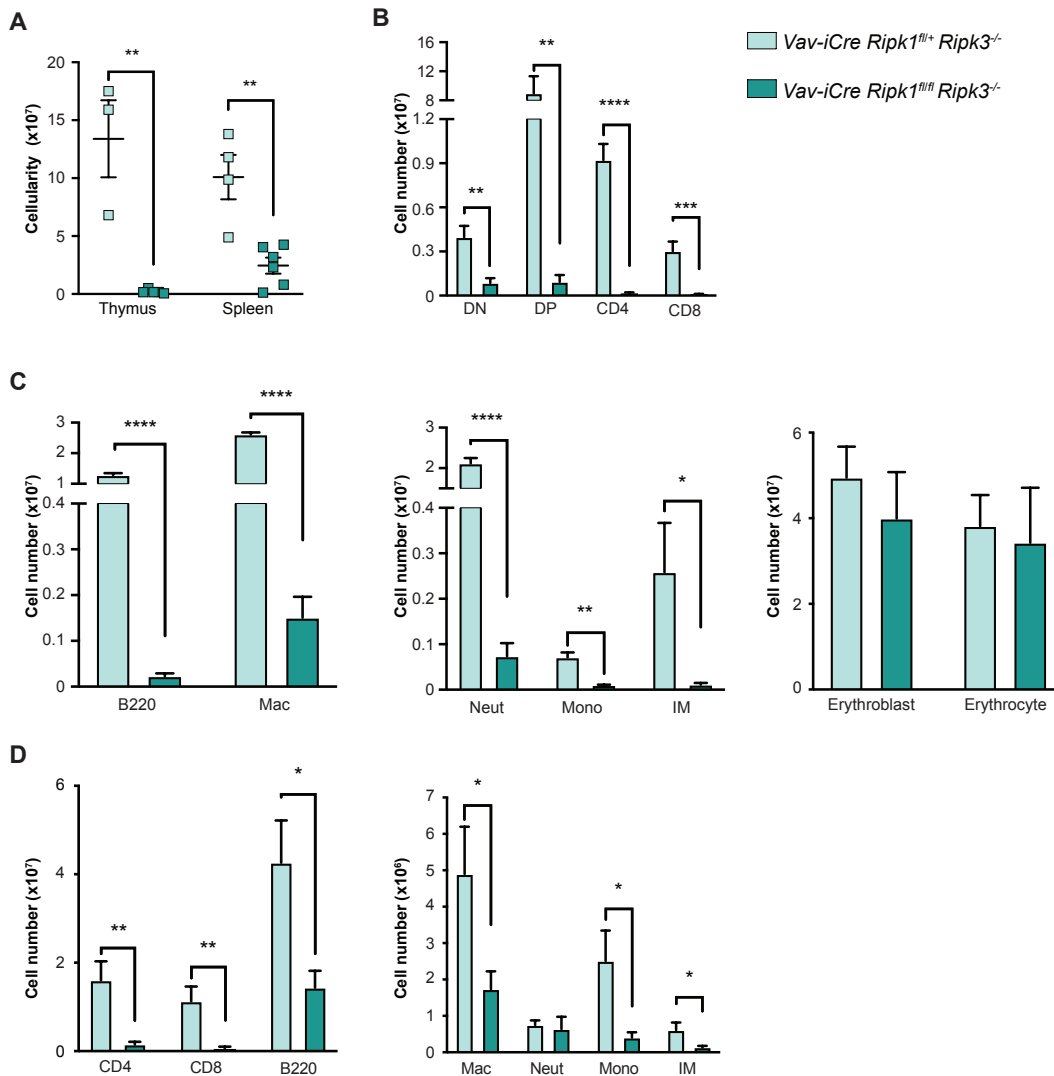 A
Cellularity (x10⁷)
20
15
10
5
0
**
**
Thymus
Spleen
B
Cell number (x10⁷)
16
8
1.2
0.9
0.6
0.3
0
**
**
****
***
DN
DP
CD4
CD8
Vav-iCre Ripk1fl/+ Ripk3-/-
Vav-iCre Ripk1fl/fl Ripk3-/-
C
Cell number (x10⁷)
3
2
1
0.4
0.3
0.2
0.1
0
****
****
B220
Mac
Cell number (x10⁷)
3
2
1
0.4
0.3
0.2
0.1
0
****
**
*
Neut
Mono
IM
Cell number (x10⁷)
6
4
2
0
Erythroblast
Erythrocyte
D
Cell number (x10⁷)
6
4
2
0
**
**
*
CD4
CD8
B220
Cell number (x10⁶)
7
6
5
4
3
2
1
0
*
*
*
Mac
Neut
Mono
IM